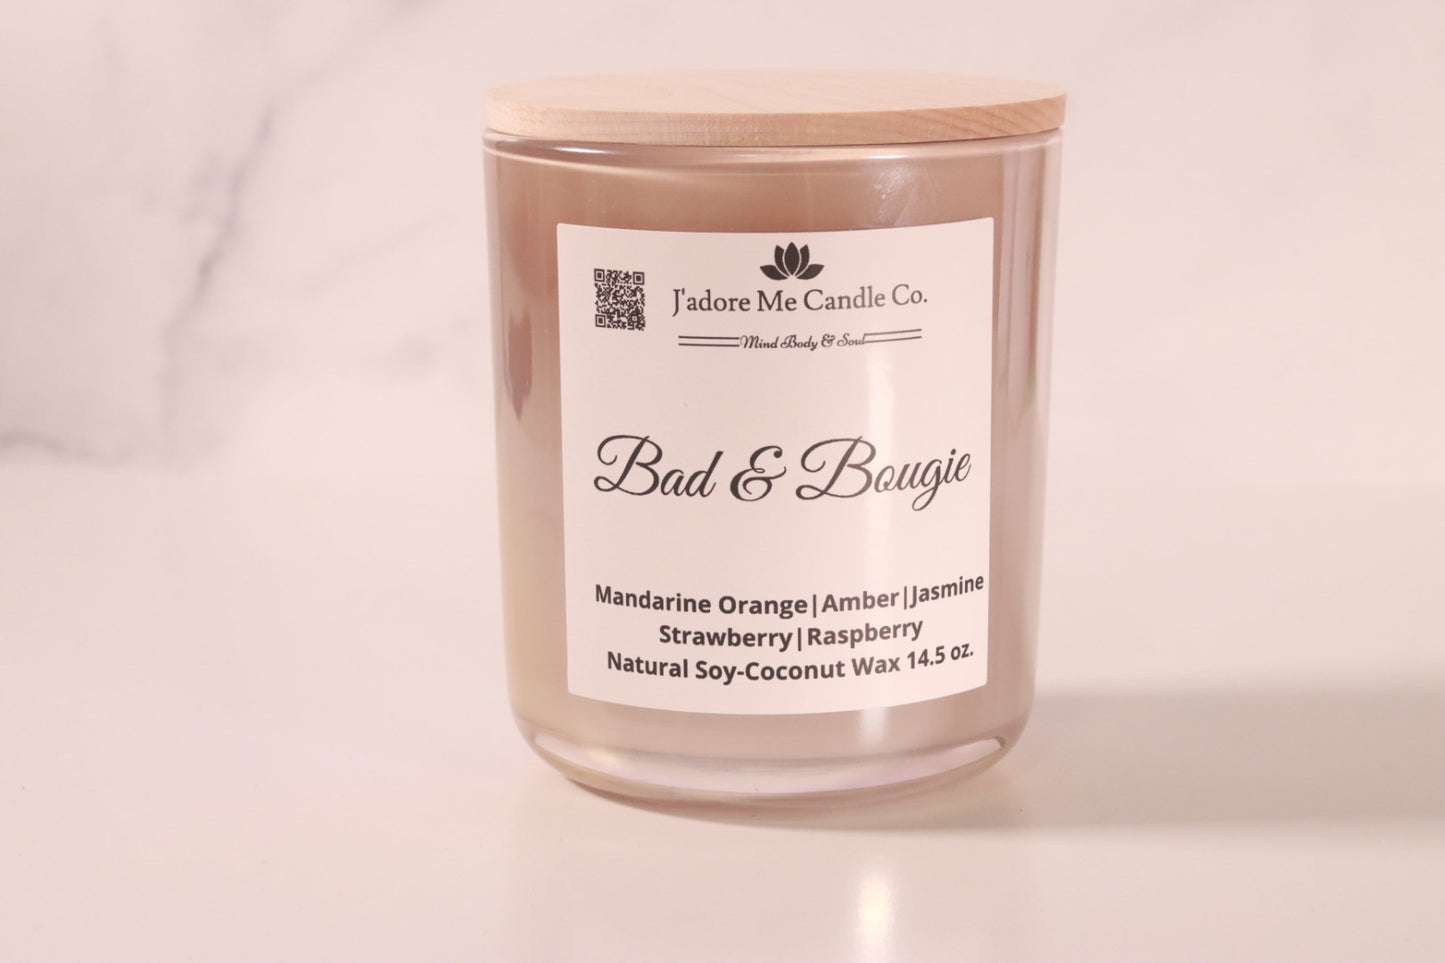 J'adore Me Candle Co.
Mind Body & Soul
Bad & Bougie
Mandarine Orange|Amber|Jasmine
Strawberry|Raspberry
Natural Soy-Coconut Wax 14.5 oz.